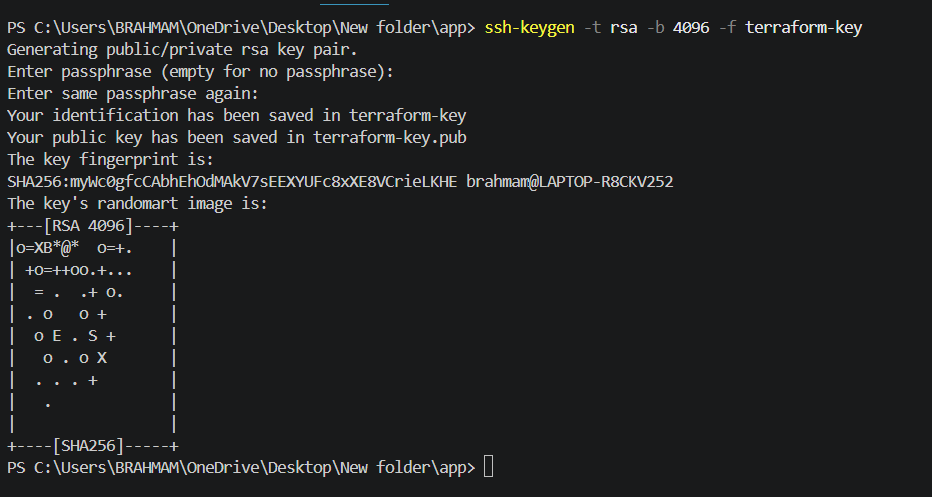 PS C:\Users\BRAHMAM\OneDrive\Desktop\New folder\app> ssh-keygen -t rsa -b 4096 -f terraform-key
Generating public/private rsa key pair.
Enter passphrase (empty for no passphrase):
Enter same passphrase again:
Your identification has been saved in terraform-key
Your public key has been saved in terraform-key.pub
The key fingerprint is:
SHA256:myWc0gfcCAbhEhOdMAkV7sEEXYUFc8xXE8VCrieLKHE brahmam@LAPTOP-R8CKV252
The key's randomart image is:
+---[RSA 4096]----+
|o=XB*@*  o=+.    |
| +o=++oo.+...    |
|  = .  .+ o.     |
| . o   o +       |
|  o E . S +      |
|   o . o X       |
|  . . . +        |
|   .             |
|                 |
+----[SHA256]-----+
PS C:\Users\BRAHMAM\OneDrive\Desktop\New folder\app>